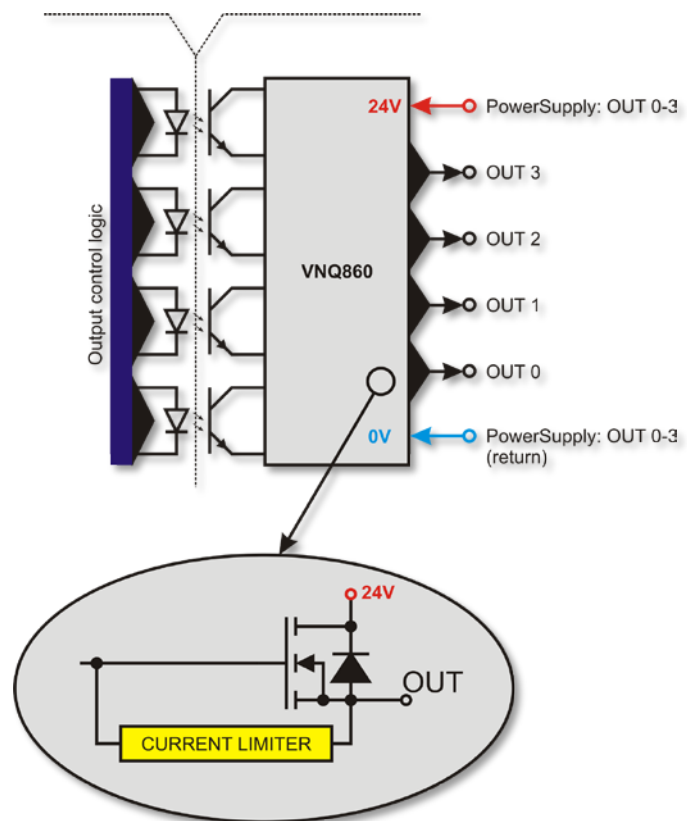 24V
PowerSupply: OUT 0-3
OUT 3
OUT 2
VNQ860
OUT 1
OUT 0
0V
PowerSupply: OUT 0-3
(return)
Output control logic
24V
OUT
CURRENT LIMITER